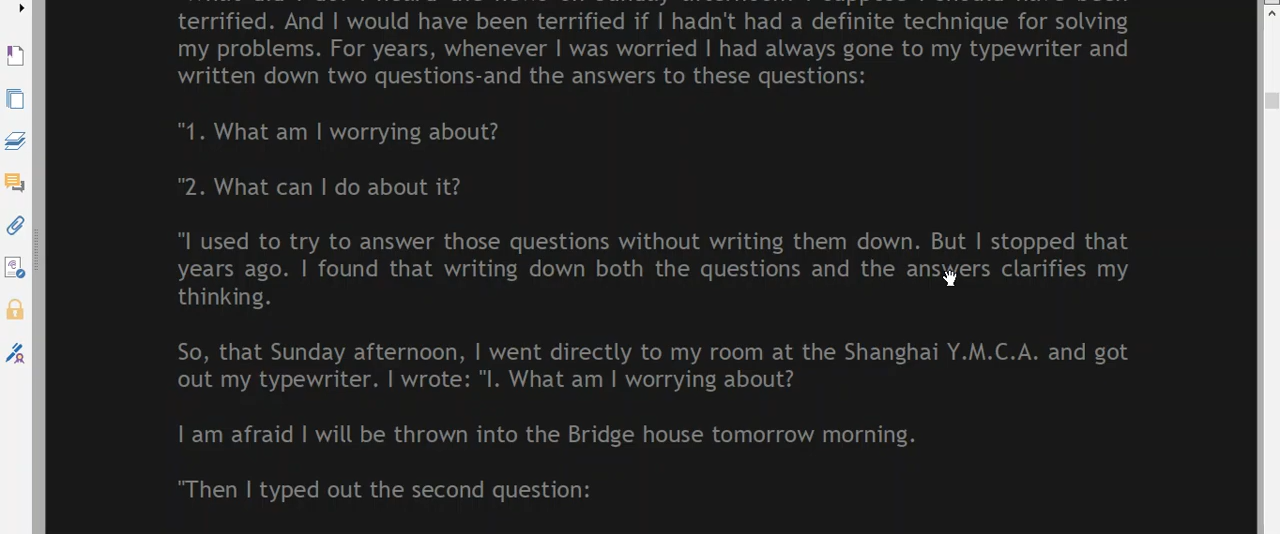 terrified. And I would have been terrified if I hadn't had a definite technique for solving
my problems. For years, whenever I was worried I had always gone to my typewriter and
written down two questions-and the answers to these questions:
"1. What am I worrying about?
"2. What can I do about it?
"I used to try to answer those questions without writing them down. But I stopped that
years ago. I found that writing down both the questions and the answers clarifies my
thinking.
So, that Sunday afternoon, I went directly to my room at the Shanghai Y.M.C.A. and got
out my typewriter. I wrote: "I. What am I worrying about?
I am afraid I will be thrown into the Bridge house tomorrow morning.
"Then I typed out the second question: